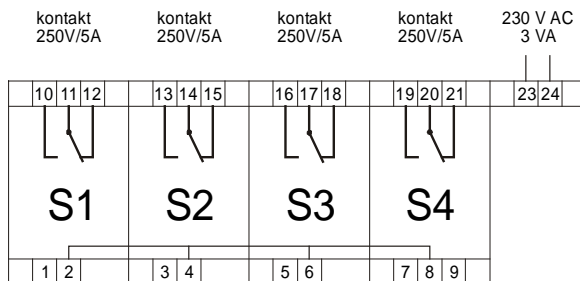 kontakt kontakt kontakt kontakt 230 V AC
250V/5A 250V/5A 250V/5A 250V/5A 3 VA
10 11 12 13 14 15 16 17 18 19 20 21 23 24
S1 S2 S3 S4
1 2 3 4 5 6 7 8 9